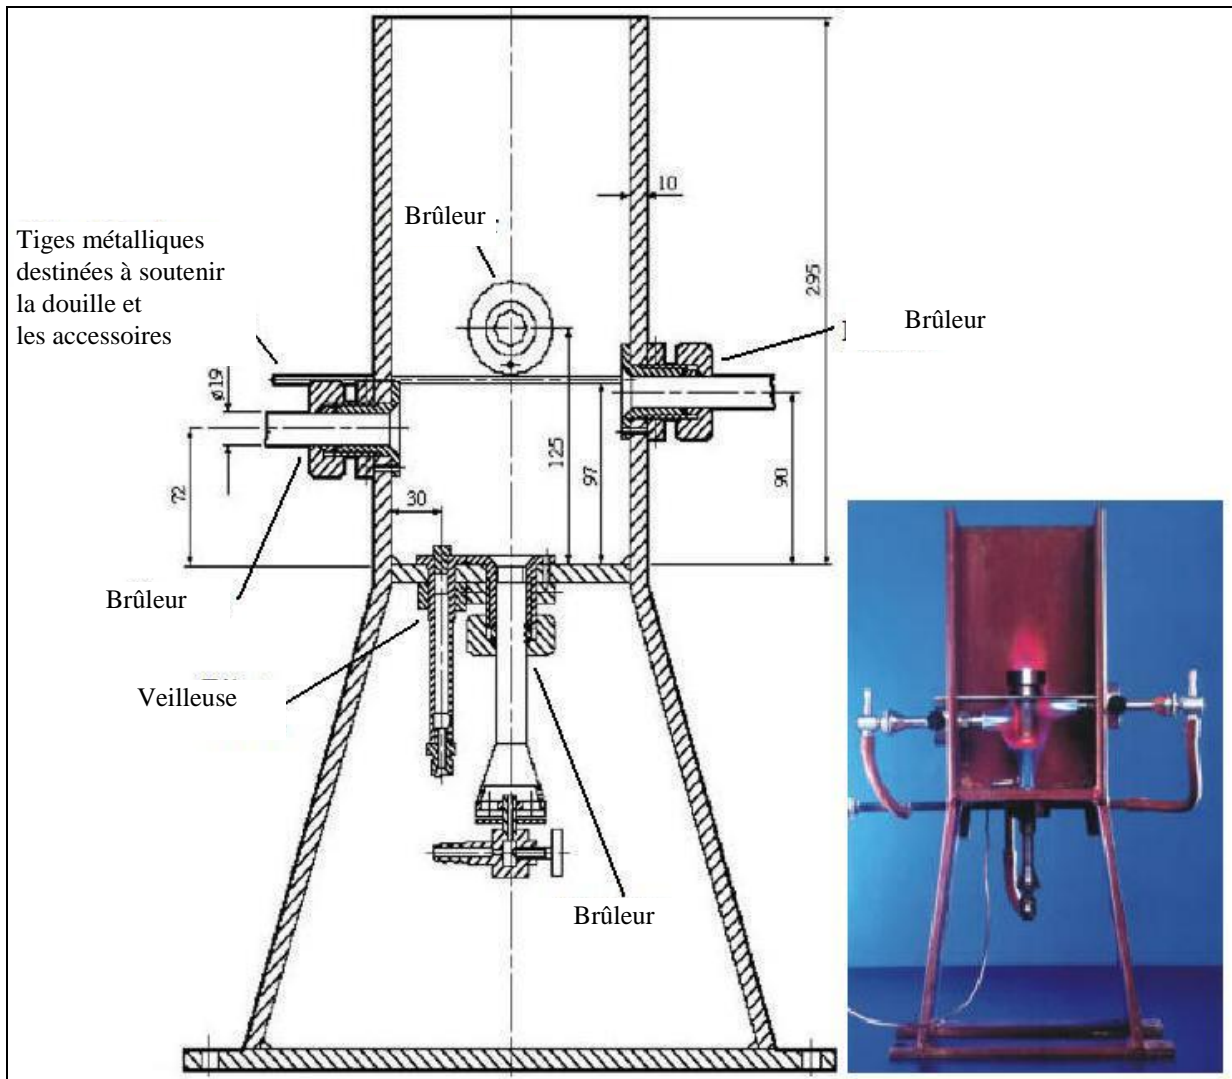 Brûleur
10
Tiges métalliques
destinées à soutenir
la douille et
les accessoires
295
Brûleur
ø19
125
97
90
72
30
Brûleur
Veilleuse
Brûleur